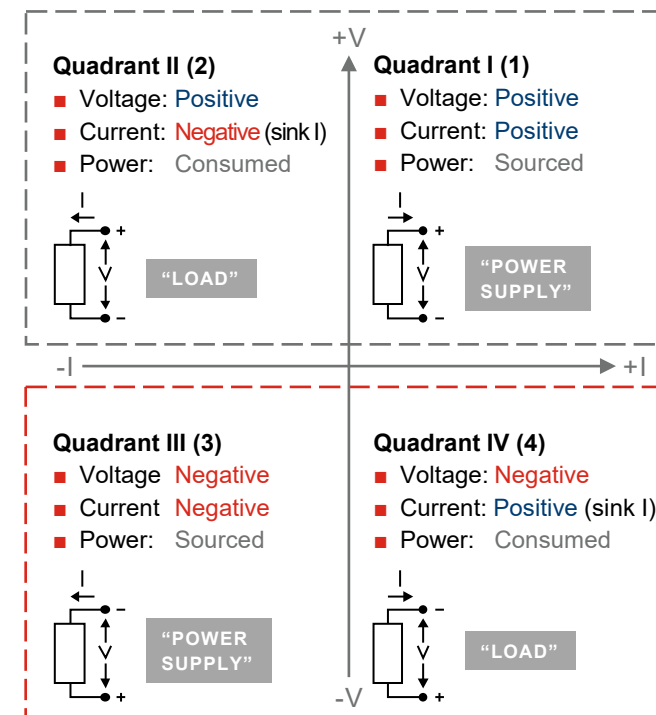 +V
Quadrant II (2)
■ Voltage: Positive
■ Current: Negative (sink I)
■ Power: Consumed
I
+
V
−
“LOAD”
Quadrant I (1)
■ Voltage: Positive
■ Current: Positive
■ Power: Sourced
I
+
V
−
“POWER
SUPPLY”
-I
+I
Quadrant III (3)
■ Voltage Negative
■ Current Negative
■ Power: Sourced
I
−
V
+
“POWER
SUPPLY”
Quadrant IV (4)
■ Voltage: Negative
■ Current: Positive (sink I)
■ Power: Consumed
I
−
V
+
“LOAD”
-V